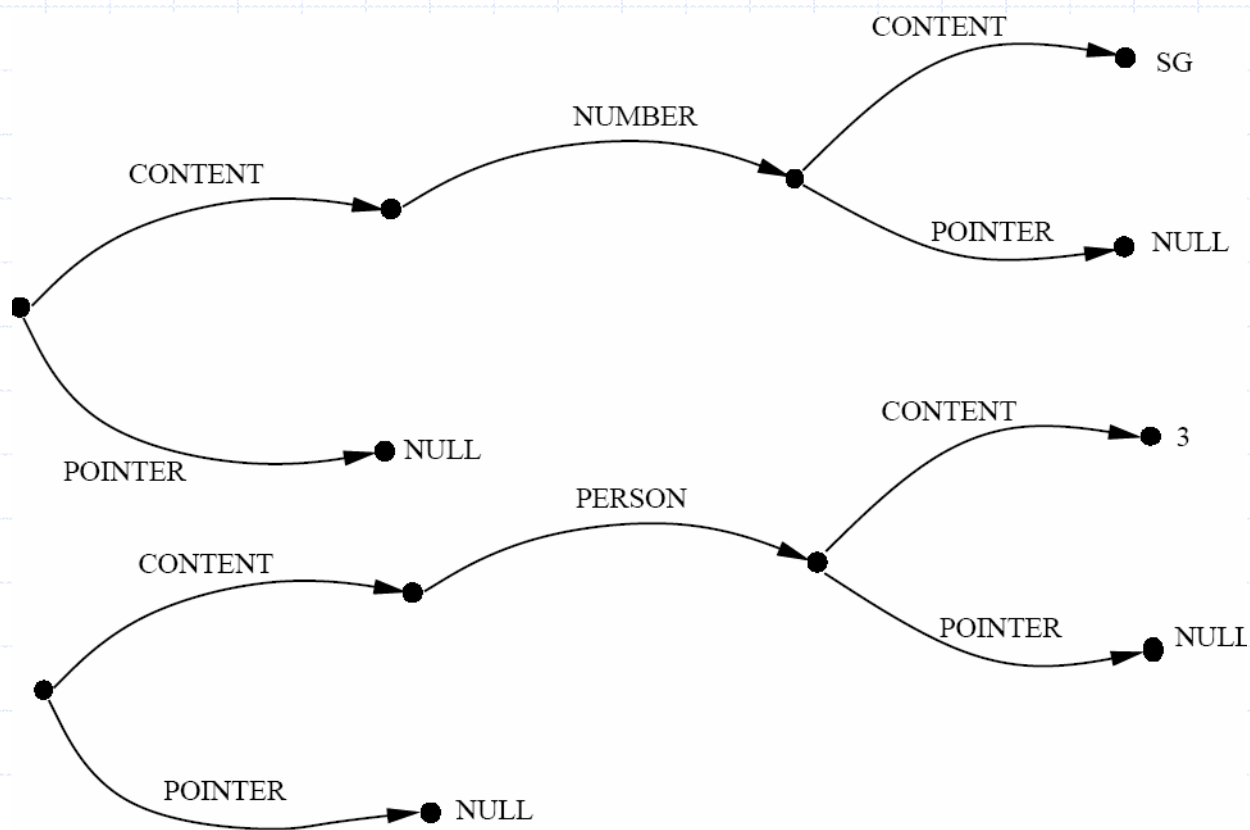 CONTENT
SG
NUMBER
CONTENT
POINTER
NULL
NULL
POINTER
CONTENT
3
PERSON
CONTENT
POINTER
NULL
POINTER
NULL